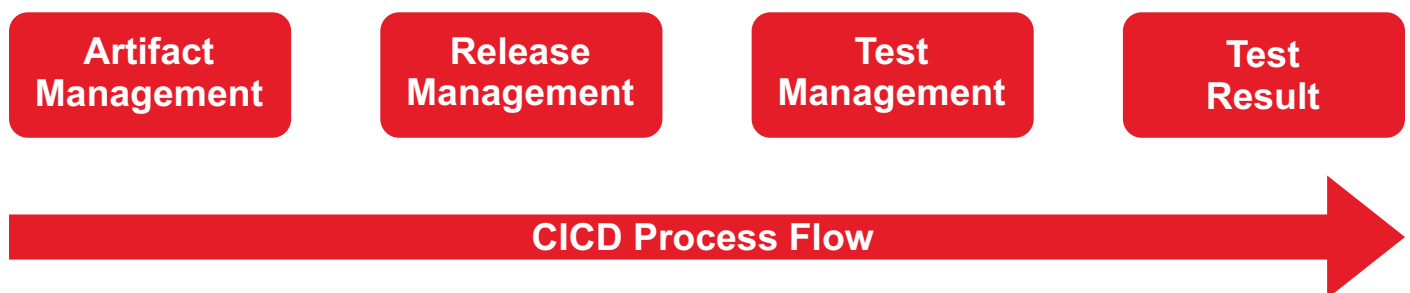 Artifact
Management
Release
Management
Test
Management
Test
Result
CICD Process Flow